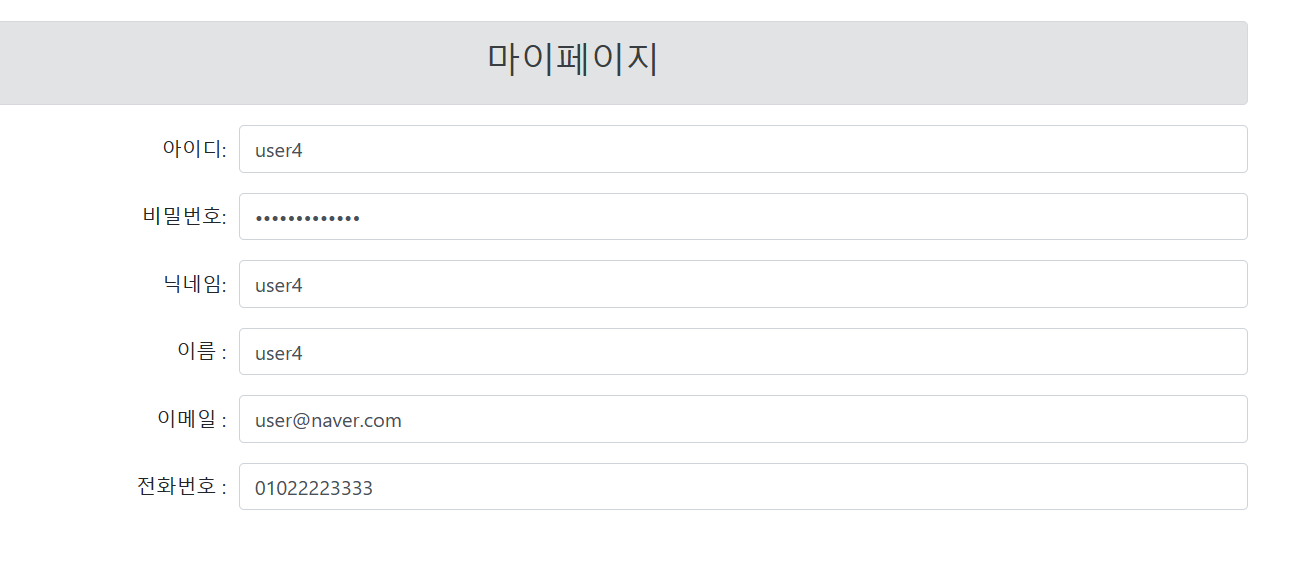 마이페이지
아이디: user4
비밀번호: •••••••••••••
닉네임: user4
이름 : user4
이메일 : user@naver.com
전화번호 : 01022223333